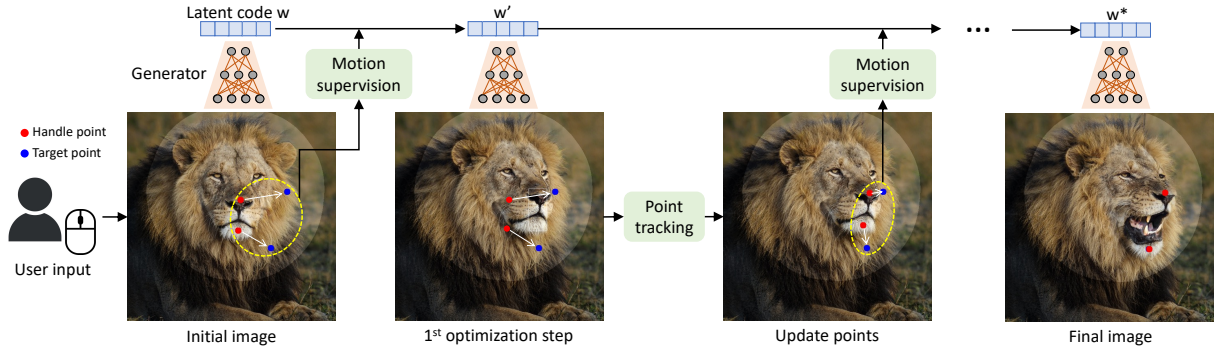 Latent code w
w'
w*
Generator
Motion
supervision
Motion
supervision
...
Handle point
Target point
Point
tracking
User input
Initial image
1st optimization step
Update points
Final image